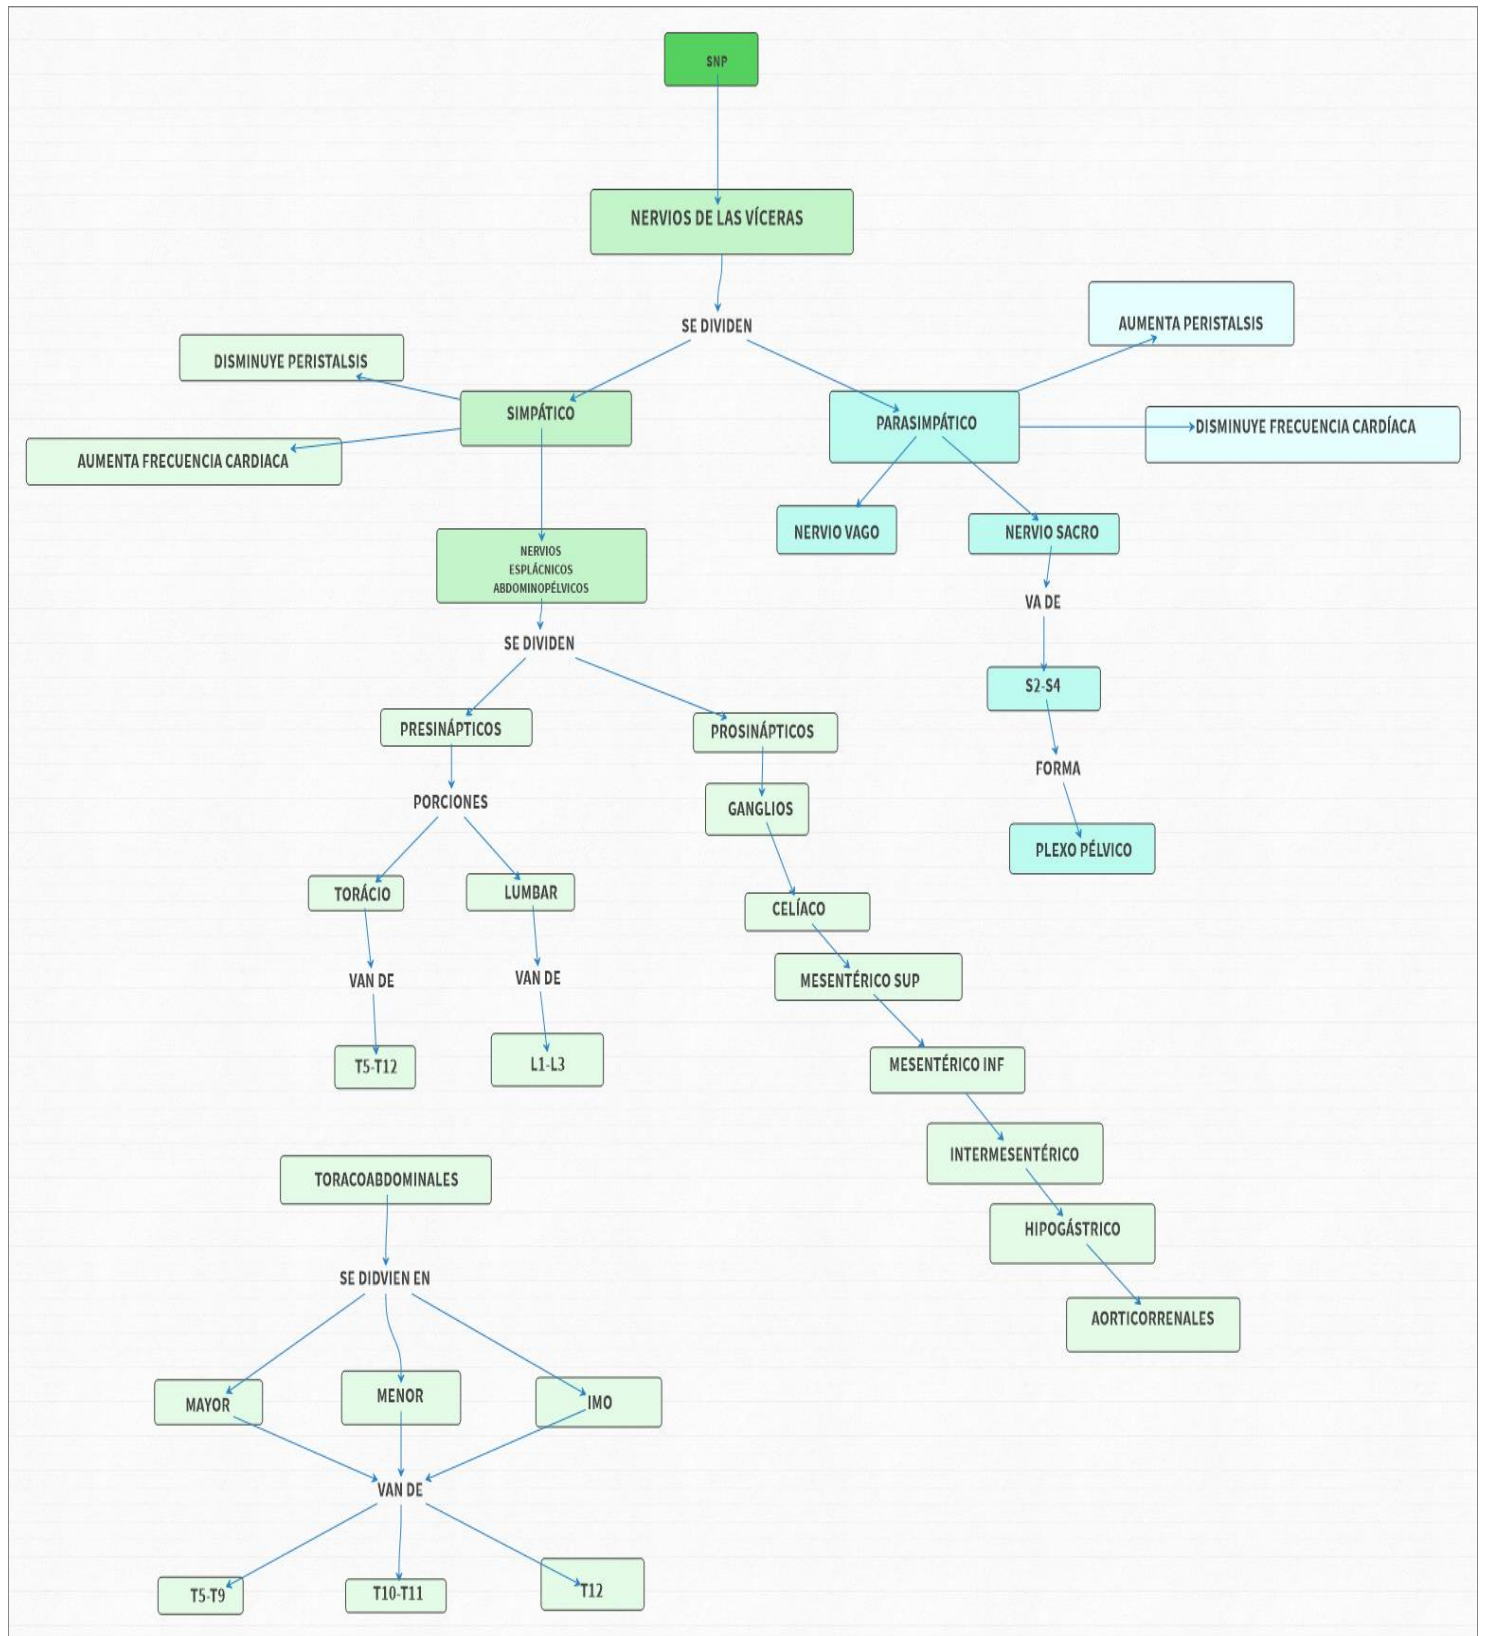 SNP
NERVIOS DE LAS VÍCERAS
SE DIVIDEN
AUMENTA PERISTALSIS
DISMINUYE PERISTALSIS
SIMPÁTICO
PARASIMPÁTICO
DISMINUYE FRECUENCIA CARDÍACA
AUMENTA FRECUENCIA CARDIACA
NERVIO VAGO
NERVIO SACRO
NERVIOS
ESPLÁCNICOS
ABDOMINOPÉLVICOS
VA DE
SE DIVIDEN
S2-S4
PRESINÁPTICOS
PROSINÁPTICOS
FORMA
PORCIONES
GANGLIOS
PLEXO PÉLVICO
TORÁCIO
LUMBAR
CELÍACO
VAN DE
VAN DE
MESENTÉRICO SUP
T5-T12
L1-L3
MESENTÉRICO INF
INTERMESENTÉRICO
TORACOABDOMINALES
HIPOGÁSTRICO
SE DIDVIEN EN
AORTICORRENALES
MAYOR
MENOR
IMO
VAN DE
T5-T9
T10-T11
T12